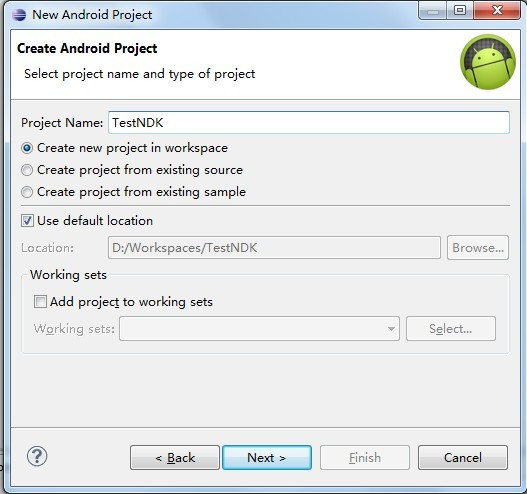 New Android Project
Create Android Project
Select project name and type of project
Project Name: TestNDK
Create new project in workspace
Create project from existing source
Create project from existing sample
Use default location
Location: D:/Workspaces/TestNDK Browse...
Working sets
Add project to working sets
Working sets: Select...
? < Back Next > Finish Cancel